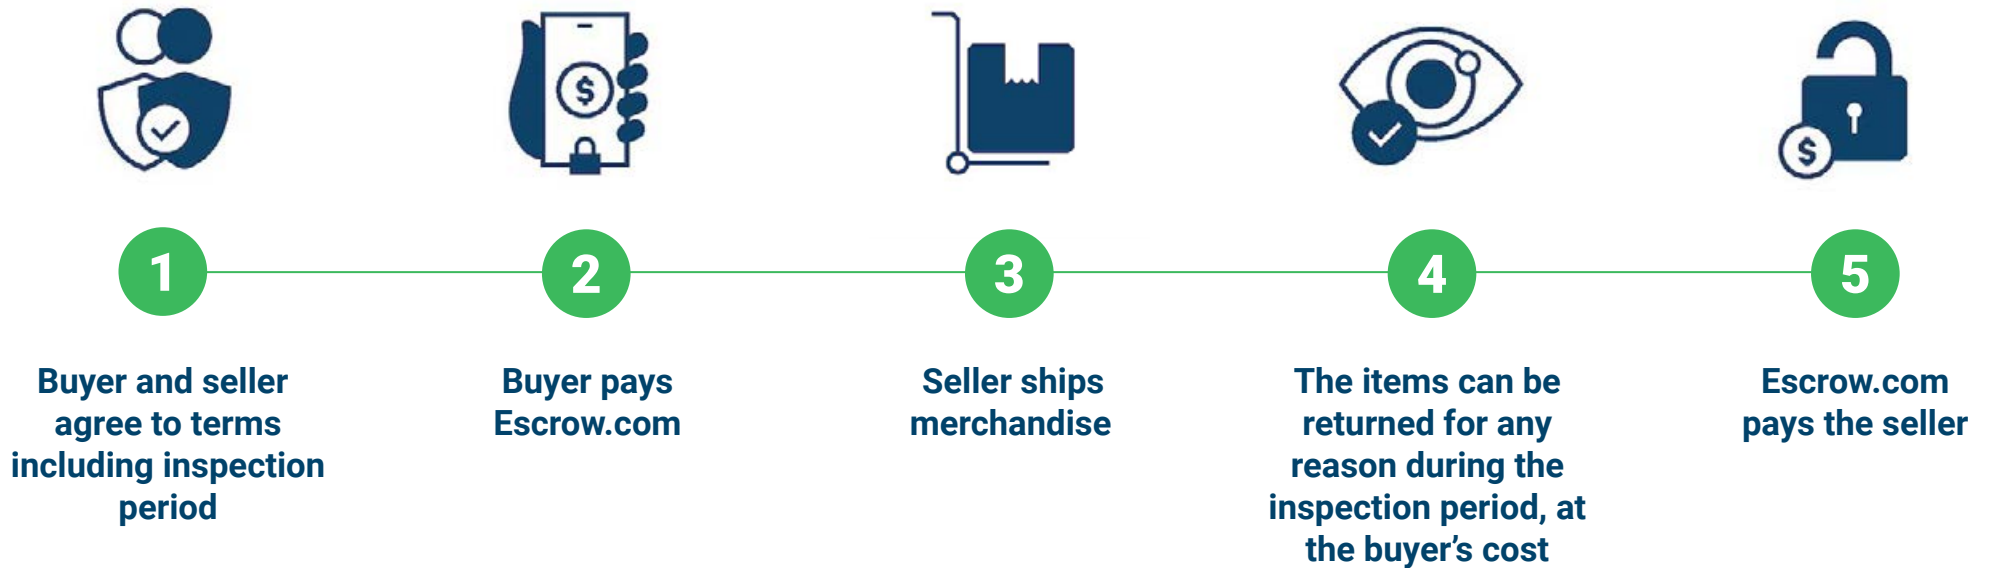 $
$
1
2
3
4
5
Buyer and seller
agree to terms
including inspection
period
Buyer pays
Escrow.com
Seller ships
merchandise
The items can be
returned for any
reason during the
inspection period, at
the buyer’s cost
Escrow.com
pays the seller